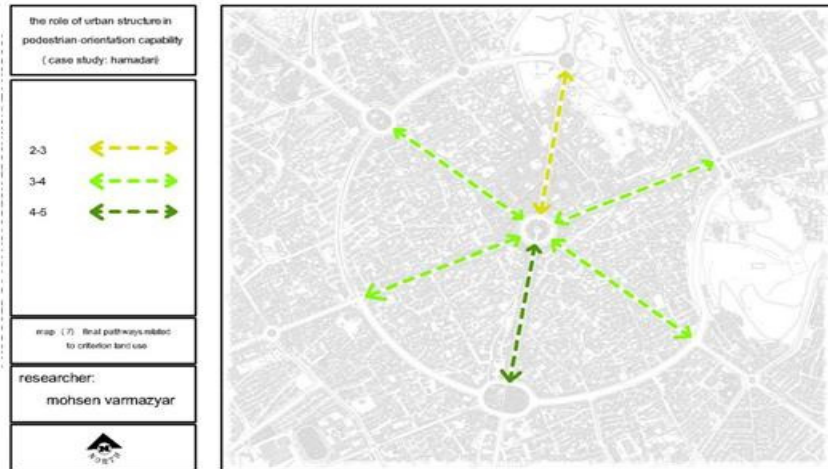 the role of urban structure in
pedestrian-orientation capability
( case study: hamadan)
2-3
3-4
4-5
map (7) final pathways related
to criterion land use
researcher:
mohsen varmazyar
NORTH